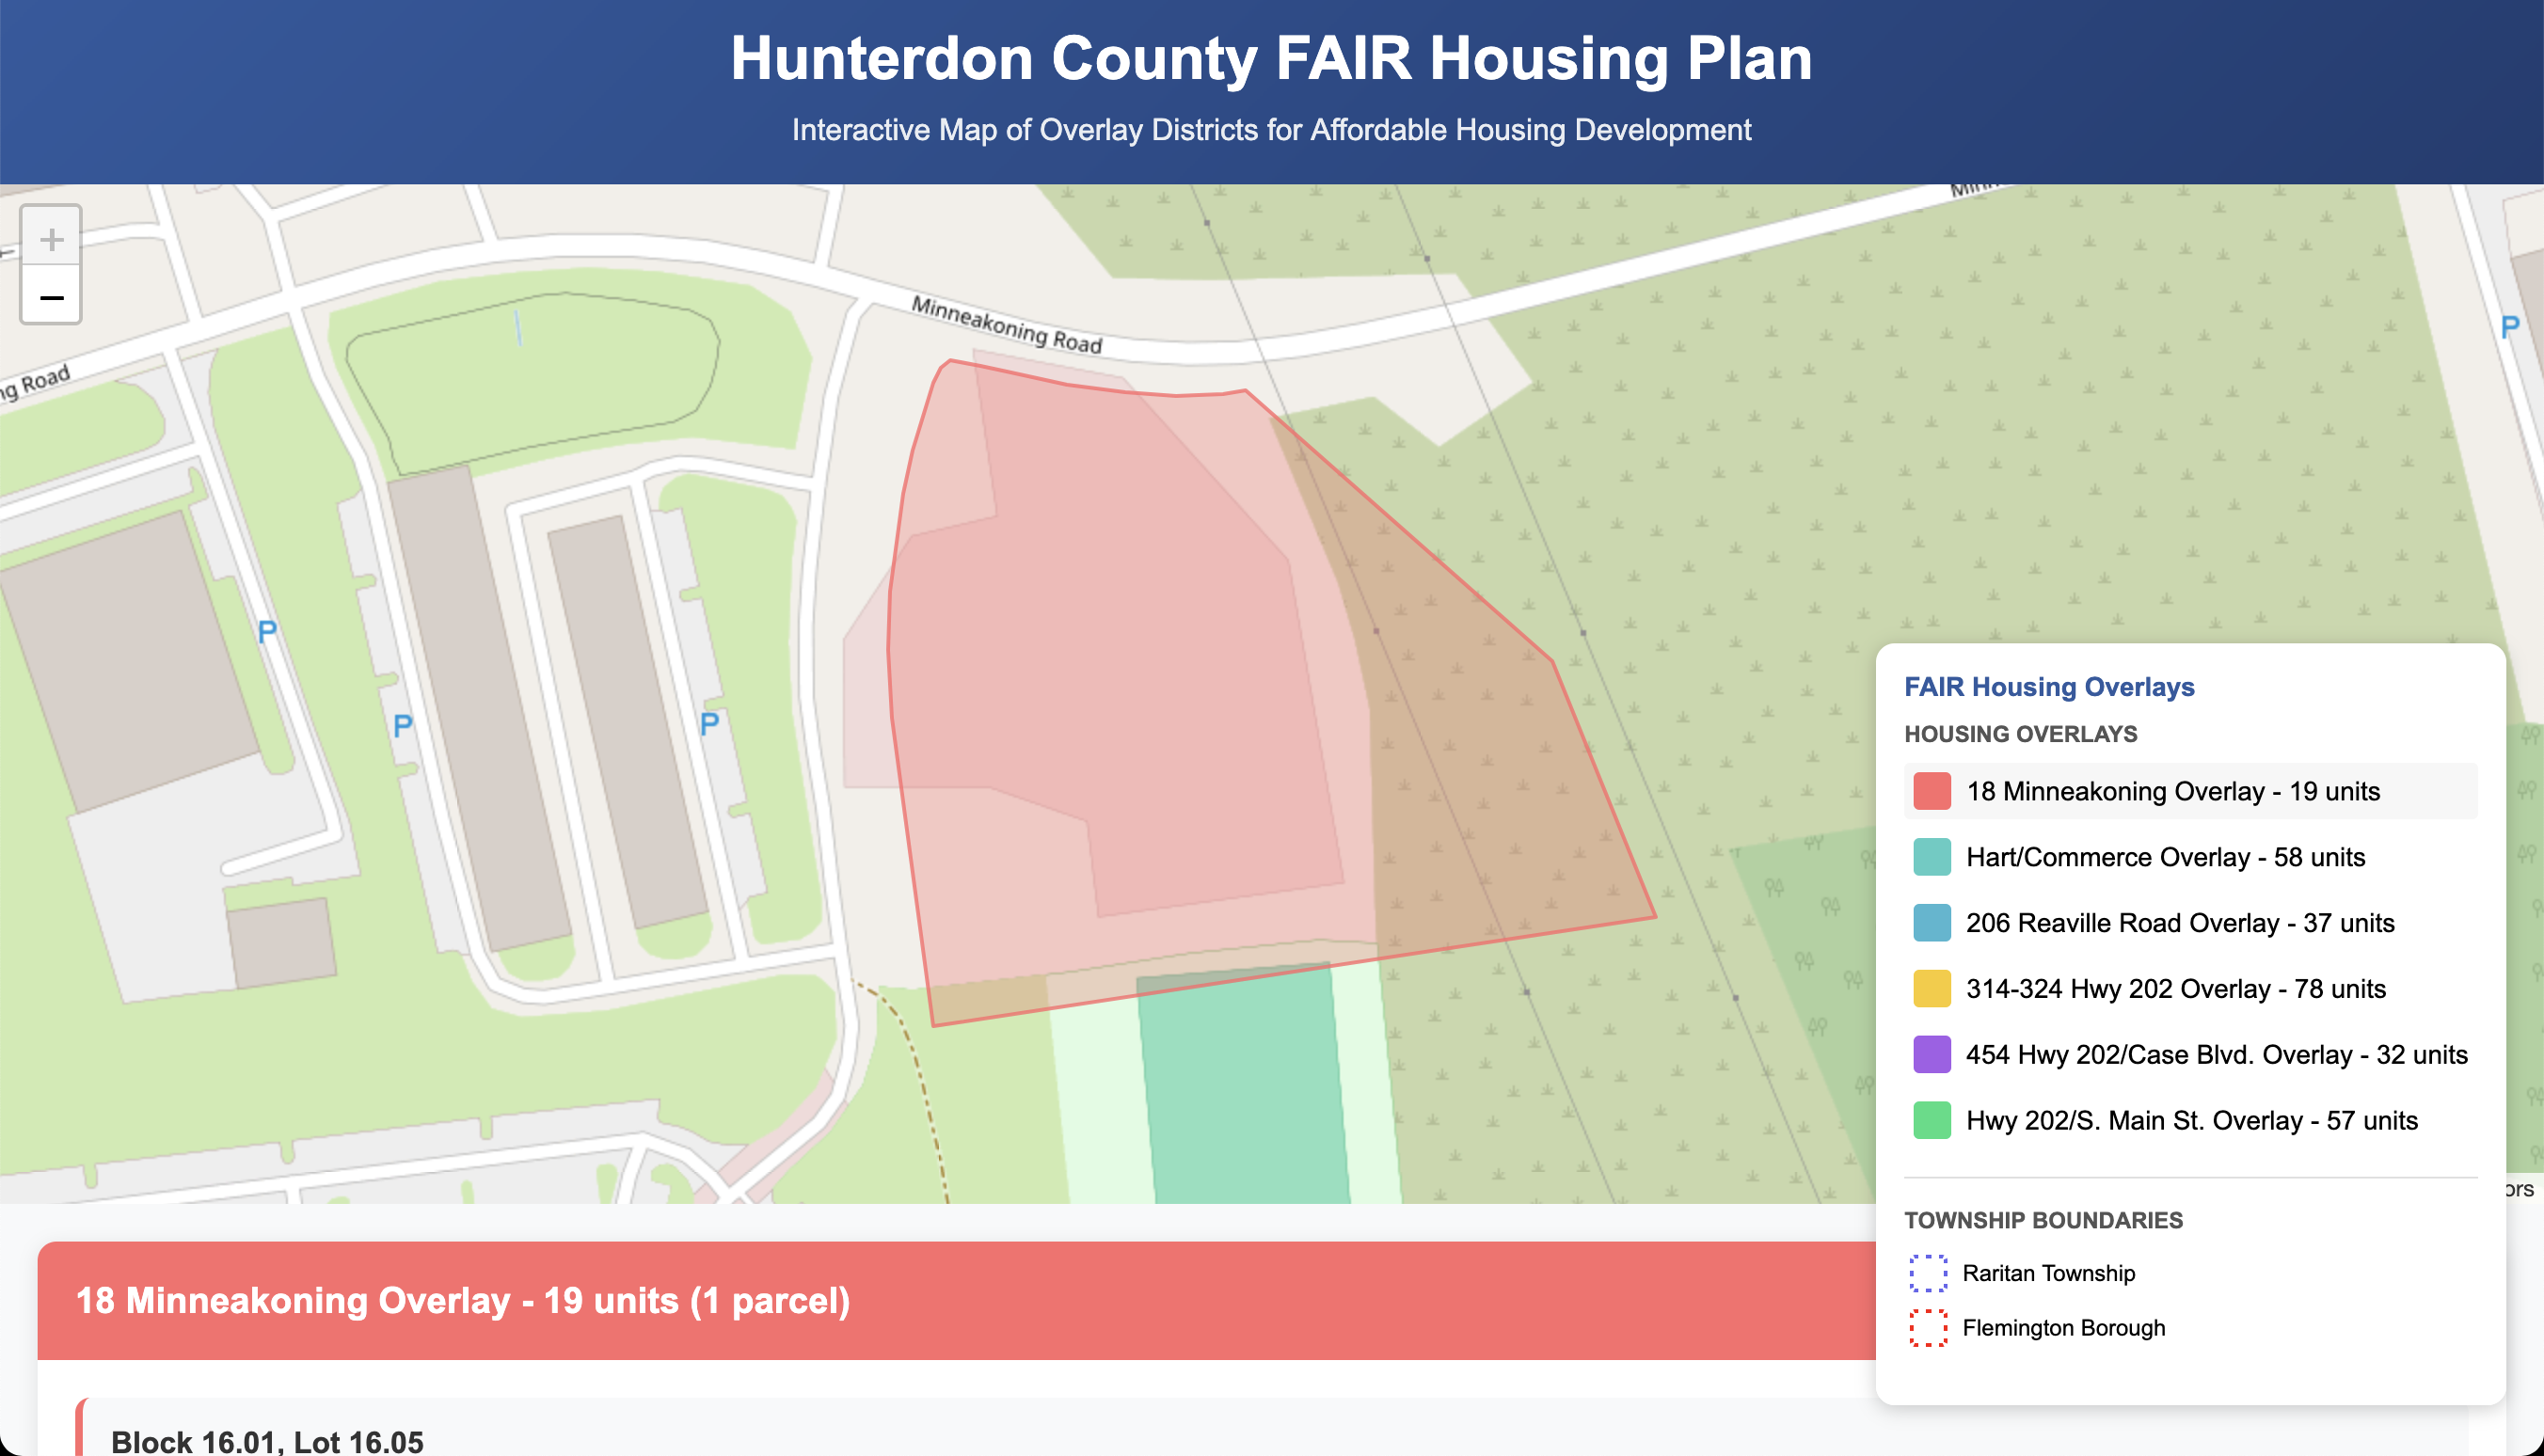 Hunterdon County FAIR Housing Plan
Interactive Map of Overlay Districts for Affordable Housing Development
+
−
Minneakoning Road
ng Road
P
P
P
P
FAIR Housing Overlays
HOUSING OVERLAYS
18 Minneakoning Overlay - 19 units
Hart/Commerce Overlay - 58 units
206 Reaville Road Overlay - 37 units
314-324 Hwy 202 Overlay - 78 units
454 Hwy 202/Case Blvd. Overlay - 32 units
Hwy 202/S. Main St. Overlay - 57 units
TOWNSHIP BOUNDARIES
Raritan Township
Flemington Borough
ors
18 Minneakoning Overlay - 19 units (1 parcel)
Block 16.01, Lot 16.05